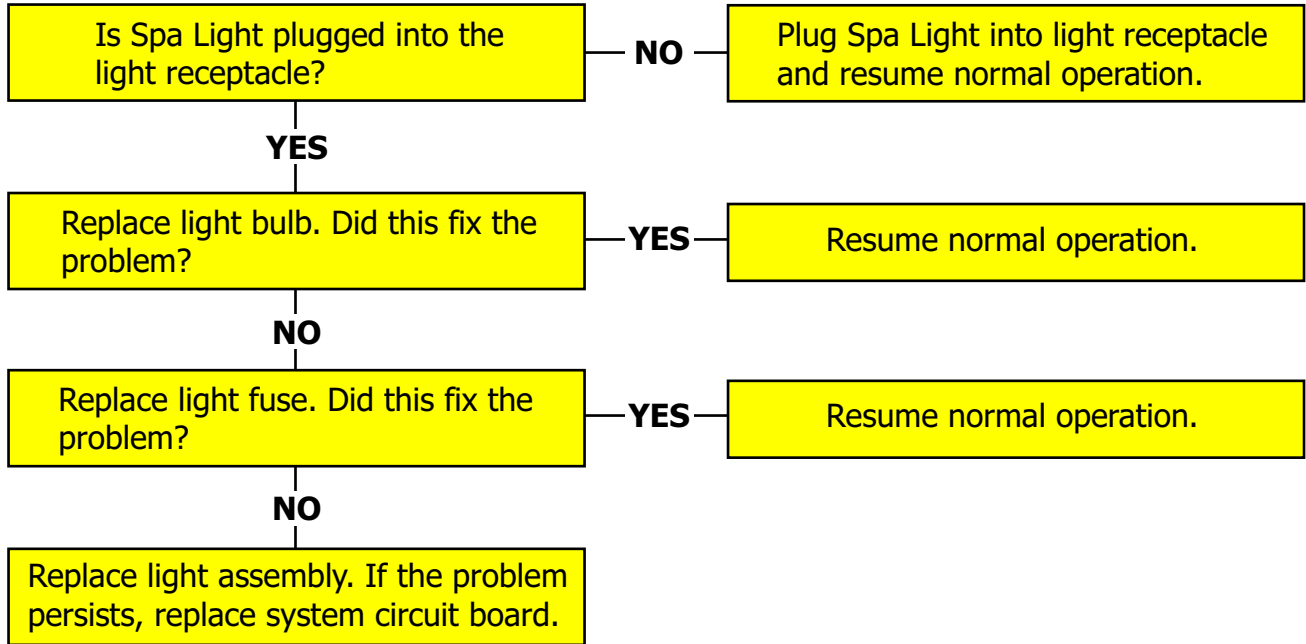 Is Spa Light plugged into the
light receptacle?
NO
Plug Spa Light into light receptacle
and resume normal operation.
YES
Replace light bulb. Did this fix the
problem?
YES
Resume normal operation.
NO
Replace light fuse. Did this fix the
problem?
YES
Resume normal operation.
NO
Replace light assembly. If the problem
persists, replace system circuit board.